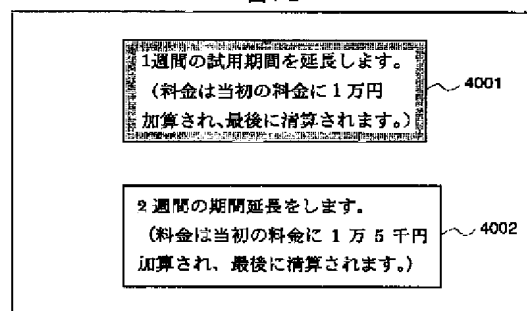 1週間の試用期間を延長します。
(料金は当初の料金に1万円
加算され、最後に清算されます。)
4001
2週間の期間延長をします。
(料金は当初の料金に1万5千円
加算され、最後に清算されます。)
4002